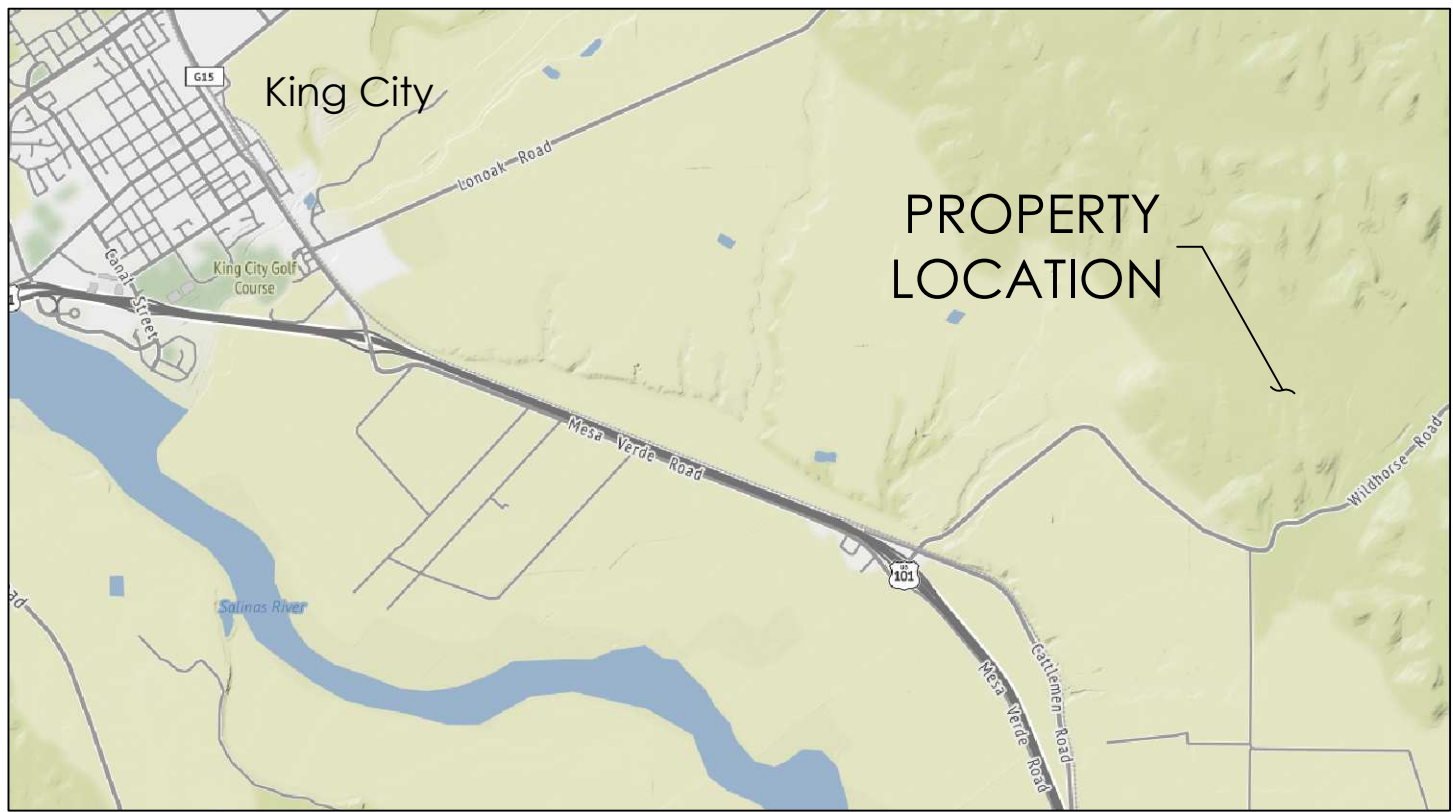 G15
King City
Lonoak Road
PROPERTY
LOCATION
King City Golf
Course
Canal Street
Mesa Verde Road
Wildhorse Road
US
101
Salinas River
Cattlemen Road
Mesa Verde Road